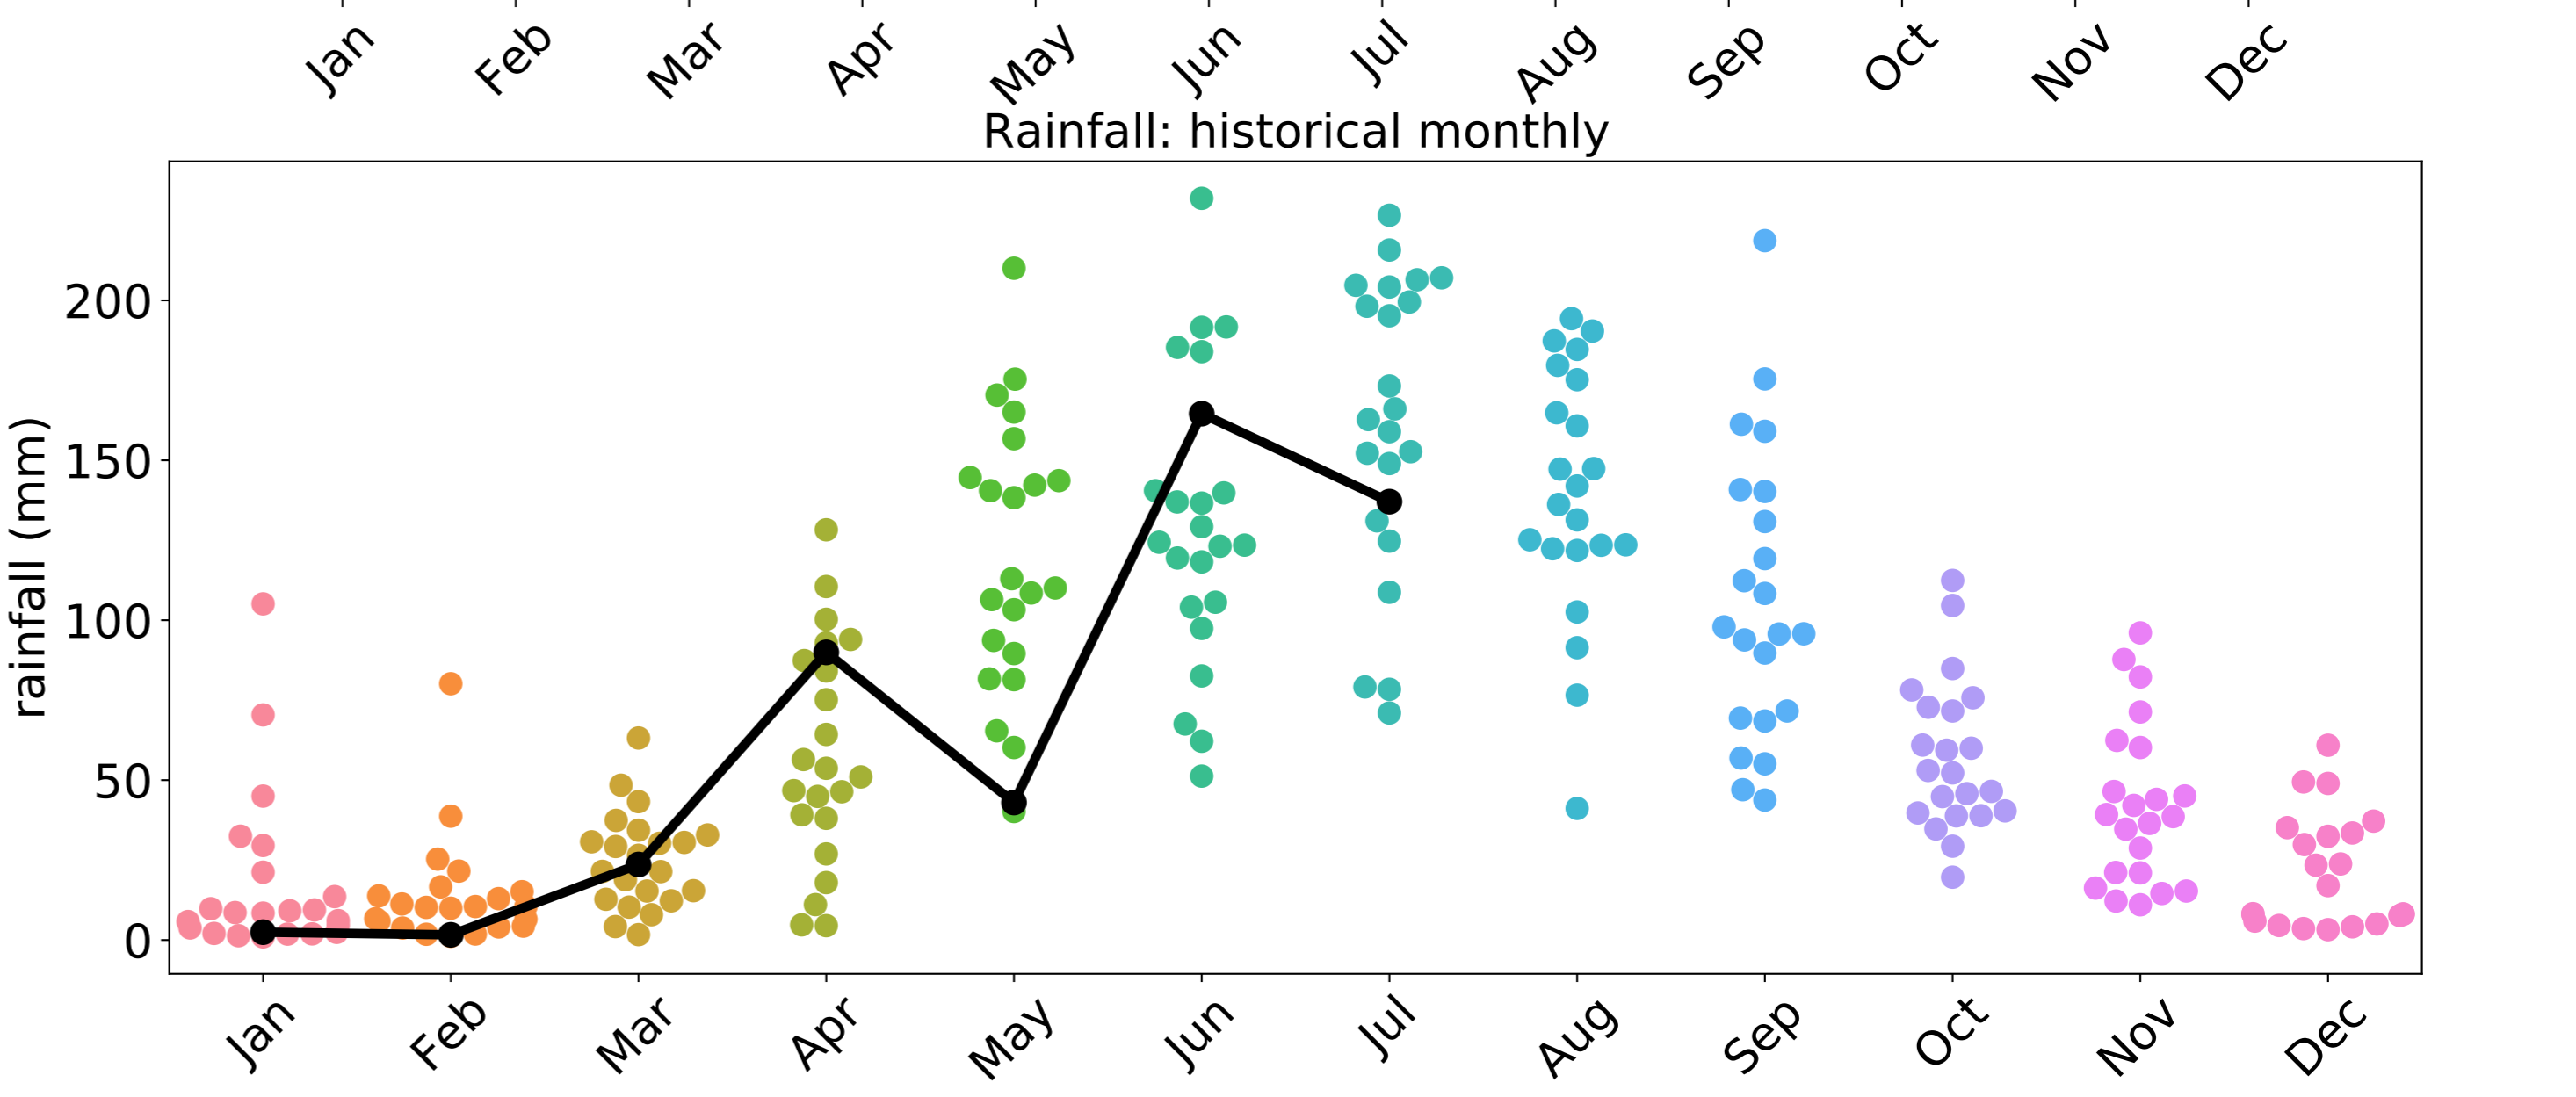 Jan Feb Mar Apr May Jun Jul Aug Sep Oct Nov Dec
Rainfall: historical monthly
rainfall (mm)
200
150
100
50
0
Jan Feb Mar Apr May Jun Jul Aug Sep Oct Nov Dec